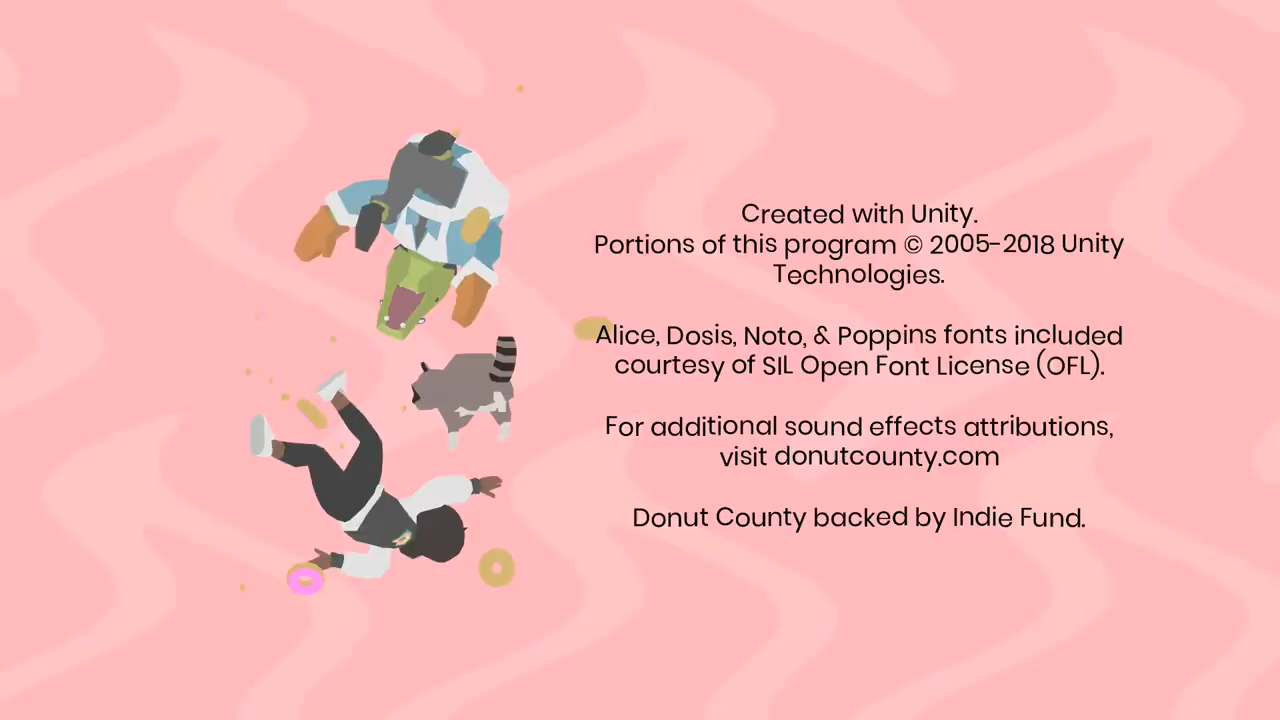 Created with Unity.
Portions of this program © 2005-2018 Unity
Technologies.
Alice, Dosis, Noto, & Poppins fonts included
courtesy of SIL Open Font License (OFL).
For additional sound effects attributions,
visit donutcounty.com
Donut County backed by Indie Fund.